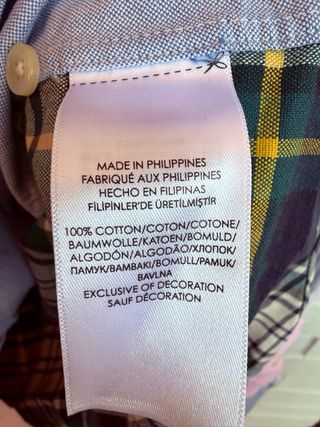 MADE IN PHILIPPINES
FABRIQUÉ AUX PHILIPPINES
HECHO EN FILIPINAS
FİLİPİNLER'DE ÜRETİLMİŞTİR
100% COTTON/COTON/COTONE/
BAUMWOLLE/KATOEN/BOMULD/
ALGODÓN/ALGODÃO/ХЛОПОК/
ПАМУК/ΒΑΜΒΑΚΙ/BOMULL/PAMUK/
BAVLNA
EXCLUSIVE OF DECORATION
SAUF DÉCORATION